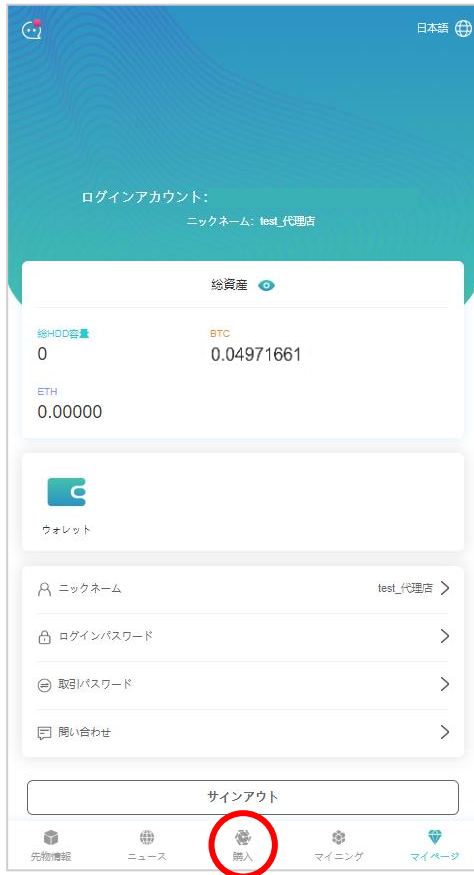 日本語
ログインアカウント：
ニックネーム: test_代理店
総資産
総HDD容量
BTC
0
0.04971661
ETH
0.00000
ウォレット
ニックネーム
test_代理店
ログインパスワード
取引パスワード
問い合わせ
サインアウト
先物情報
ニュース
購入
マイニング
マイページ